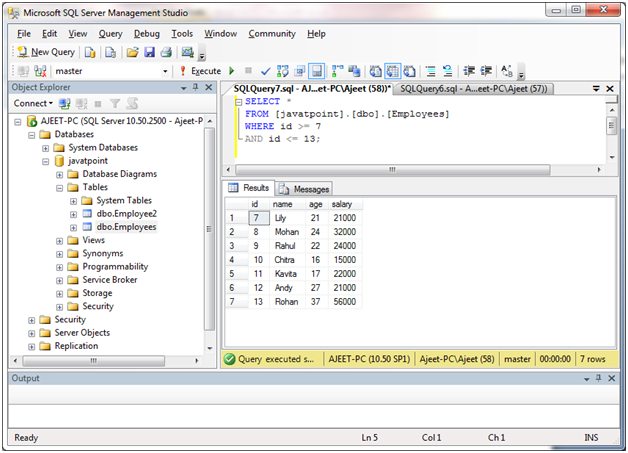 Microsoft SQL Server Management Studio
File Edit View Query Debug Tools Window Community Help
New Query
master Execute
Object Explorer
Connect
AJEET-PC (SQL Server 10.50.2500 - Ajeet-P
Databases
System Databases
javatpoint
Database Diagrams
Tables
System Tables
dbo.Employee2
dbo.Employees
Views
Synonyms
Programmability
Service Broker
Storage
Security
Security
Server Objects
Replication
SQLQuery7.sql - AJ...et-PC\Ajeet (58))* SQLQuery6.sql - A...eet-PC\Ajeet (57))
SELECT *
FROM [javatpoint].[dbo].[Employees]
WHERE id >= 7
AND id <= 13;
Results Messages
id name age salary
1 7 Lily 21 21000
2 8 Mohan 24 32000
3 9 Rahul 22 24000
4 10 Chitra 16 15000
5 11 Kavita 17 22000
6 12 Andy 27 21000
7 13 Rohan 37 56000
Query executed s... AJEET-PC (10.50 SP1) Ajeet-PC\Ajeet (58) master 00:00:00 7 rows
Output
Ready Ln 5 Col 1 Ch 1 INS